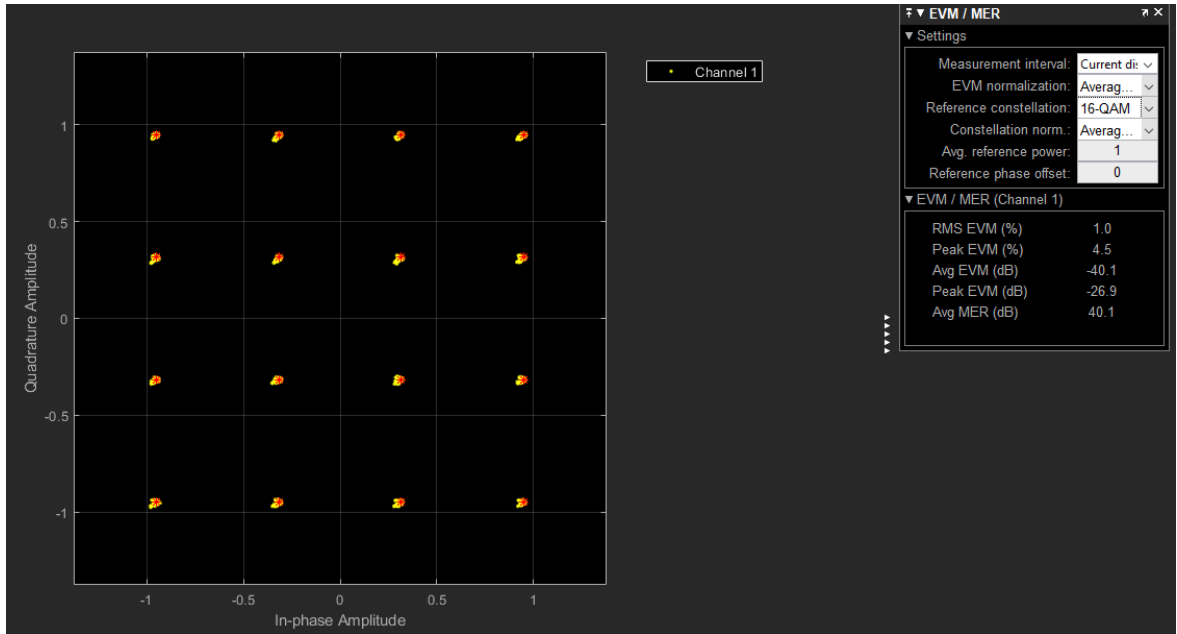 EVM / MER
Settings
Measurement interval: Current dis
EVM normalization: Averag...
Reference constellation: 16-QAM
Constellation norm.: Averag...
Avg. reference power: 1
Reference phase offset: 0
EVM / MER (Channel 1)
RMS EVM (%) 1.0
Peak EVM (%) 4.5
Avg EVM (dB) -40.1
Peak EVM (dB) -26.9
Avg MER (dB) 40.1
Channel 1
Quadrature Amplitude
1
0.5
0
-0.5
-1
-1 -0.5 0 0.5 1
In-phase Amplitude